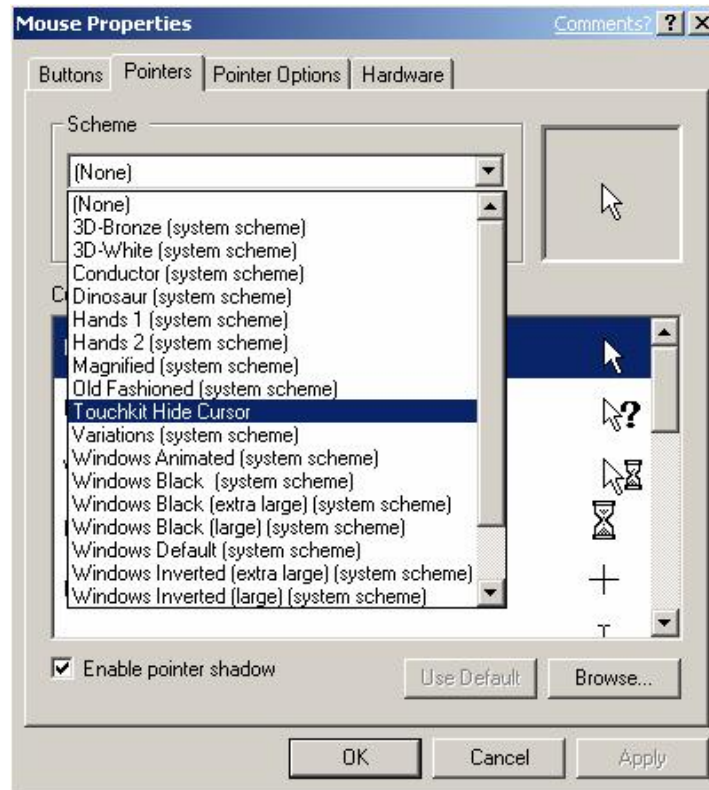 Mouse Properties Comments? ? X
Buttons Pointers Pointer Options Hardware
Scheme
(None)
(None)
3D-Bronze (system scheme)
3D-White (system scheme)
Conductor (system scheme)
Dinosaur (system scheme)
Hands 1 (system scheme)
Hands 2 (system scheme)
Magnified (system scheme)
Old Fashioned (system scheme)
Touchkit Hide Cursor
Variations (system scheme)
Windows Animated (system scheme)
Windows Black (system scheme)
Windows Black (extra large) (system scheme)
Windows Black (large) (system scheme)
Windows Default (system scheme)
Windows Inverted (extra large) (system scheme)
Windows Inverted (large) (system scheme)
Enable pointer shadow
Use Default Browse...
OK Cancel Apply